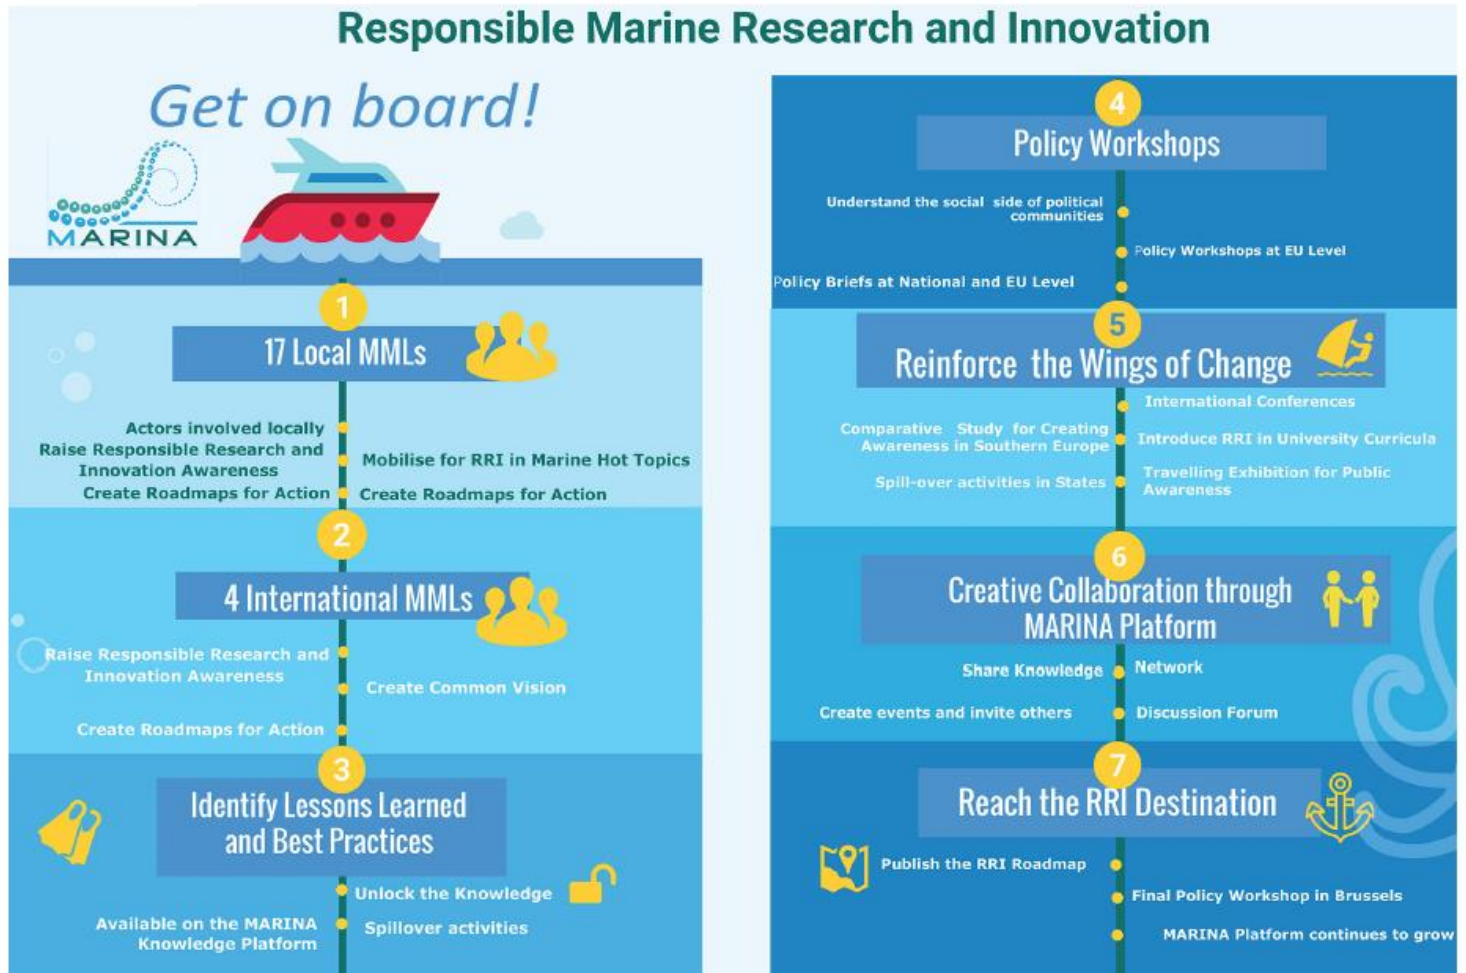 Responsible Marine Research and Innovation
Get on board!
MARINA
1
17 Local MMLs
Actors involved locally
Raise Responsible Research and
Innovation Awareness
Mobilise for RRI in Marine Hot Topics
Create Roadmaps for Action
Create Roadmaps for Action
2
4 International MMLs
Raise Responsible Research and
Innovation Awareness
Create Common Vision
Create Roadmaps for Action
3
Identify Lessons Learned
and Best Practices
Unlock the Knowledge
Available on the MARINA
Knowledge Platform
Spillover activities
4
Policy Workshops
Understand the social side of political
communities
Policy Workshops at EU Level
Policy Briefs at National and EU Level
5
Reinforce the Wings of Change
International Conferences
Comparative Study for Creating
Awareness in Southern Europe
Introduce RRI in University Curricula
Spill-over activities in States
Travelling Exhibition for Public
Awareness
6
Creative Collaboration through
MARINA Platform
Share Knowledge
Network
Create events and invite others
Discussion Forum
7
Reach the RRI Destination
Publish the RRI Roadmap
Final Policy Workshop in Brussels
MARINA Platform continues to grow